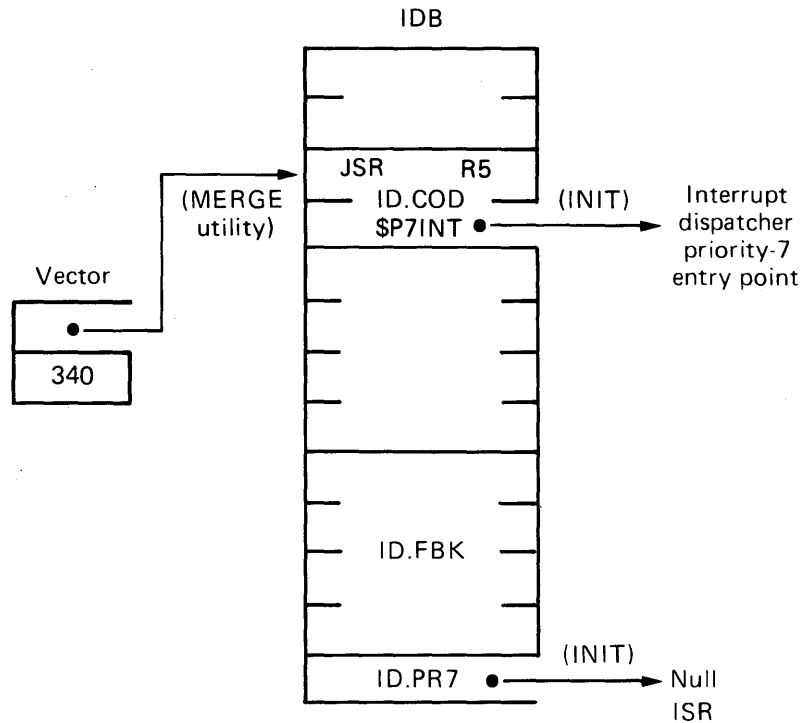 IDB
JSR R5
ID.COD
$P7INT
(MERGE
utility)
(INIT)
Interrupt
dispatcher
priority-7
entry point
Vector
340
ID.FBK
ID.PR7
(INIT)
Null
ISR